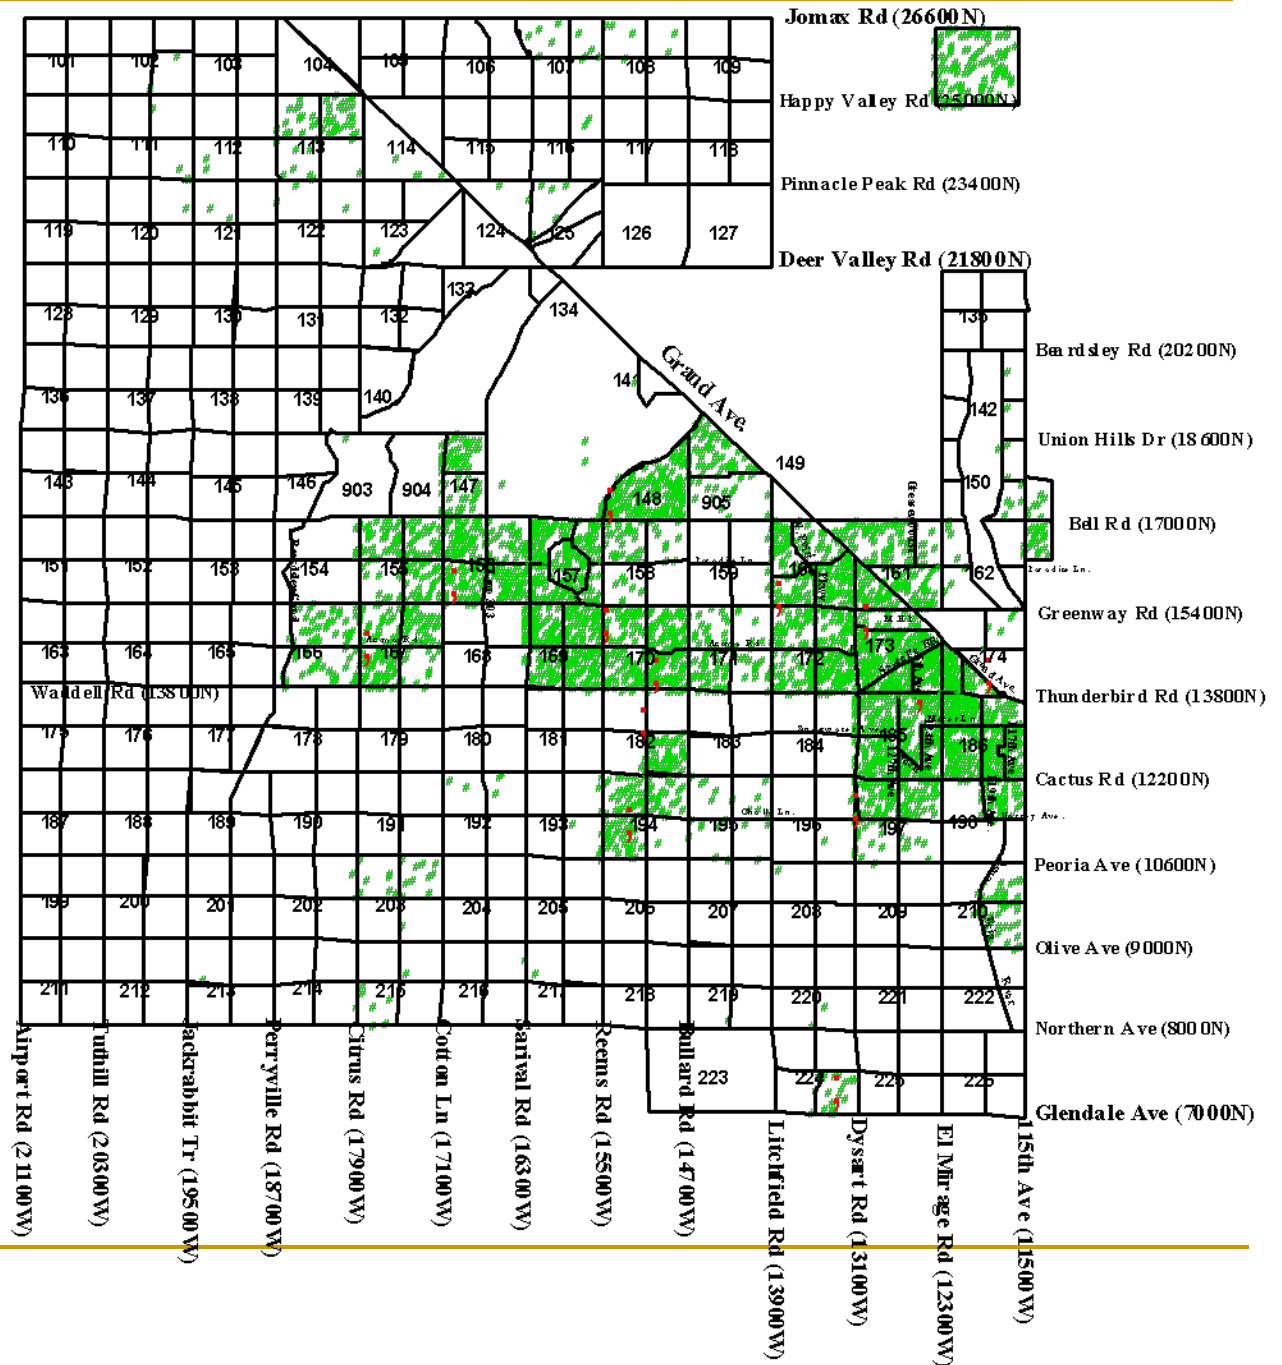 Jomax Rd (26600N)
101 102 103 104 105 106 107 108 109
Happy Valley Rd (25000N)
110 111 112 113 114 115 116 117 118
Pinnacle Peak Rd (23400N)
119 120 121 122 123 124 125 126 127
Deer Valley Rd (21800N)
128 129 130 131 132 133 134 135
Beardsley Rd (20200N)
Grand Ave.
136 137 138 139 140 141 142
Union Hills Dr (18600N)
143 144 145 146 903 904 147 148 905 149 150
Bell Rd (17000N)
151 152 153 154 155 156 157 158 159 160 161 162
Greenway Rd (15400N)
163 164 165 166 167 168 169 170 171 172 173 174
Grand Ave.
Waddell Rd (13800N)
Thunderbird Rd (13800N)
175 176 177 178 179 180 181 182 183 184 185 186
Cactus Rd (12200N)
187 188 189 190 191 192 193 194 195 196 197 198
Peoria Ave (10600N)
199 200 201 202 203 204 205 206 207 208 209 210
Olive Ave (9000N)
211 212 213 214 215 216 217 218 219 220 221 222
Northern Ave (8000N)
223 224 225 226
Glendale Ave (7000N)
Airport Rd (21100W)
Tuthill Rd (20300W)
Jackrabbit Tr (19500W)
Perryville Rd (18700W)
Citrus Rd (17900W)
Cotton Ln (17100W)
Sarival Rd (16300W)
Reems Rd (15500W)
Bullard Rd (14700W)
Litchfield Rd (13900W)
Dysart Rd (13100W)
El Mirage Rd (12300W)
115th Ave (11500W)